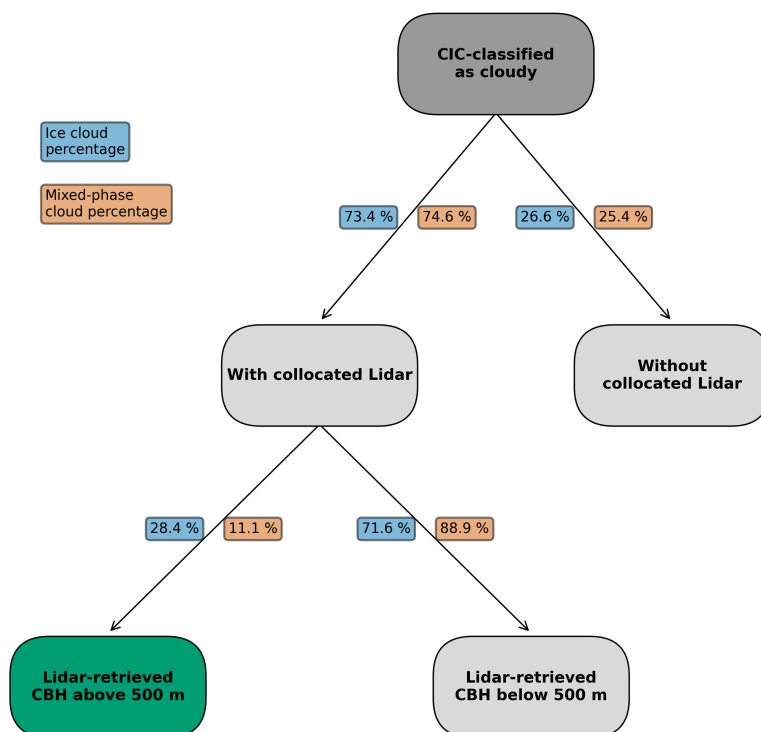 CIC-classified
as cloudy
Ice cloud
percentage
Mixed-phase
cloud percentage
73.4 %
74.6 %
26.6 %
25.4 %
With collocated Lidar
Without
collocated Lidar
28.4 %
11.1 %
71.6 %
88.9 %
Lidar-retrieved
CBH above 500 m
Lidar-retrieved
CBH below 500 m